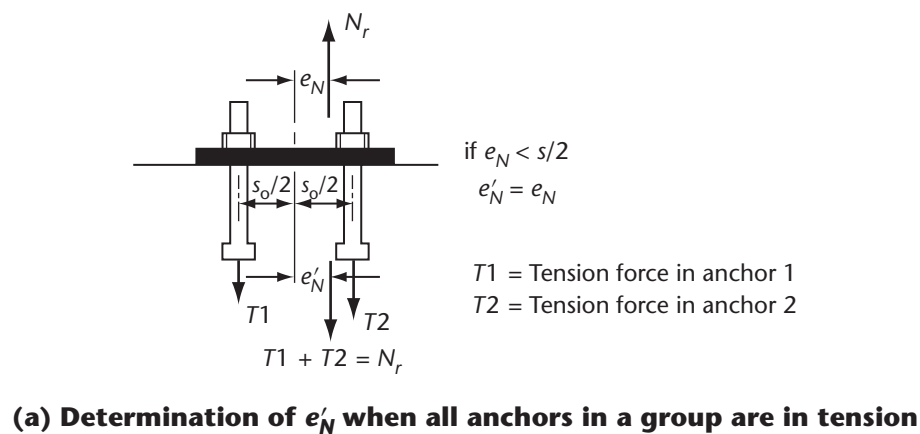 N_r
e_N
if e_N < s/2
s_o/2 s_o/2
e′_N = e_N
e′_N
T1 = Tension force in anchor 1
T1
T2
T2 = Tension force in anchor 2
T1 + T2 = N_r
(a) Determination of e′_N when all anchors in a group are in tension